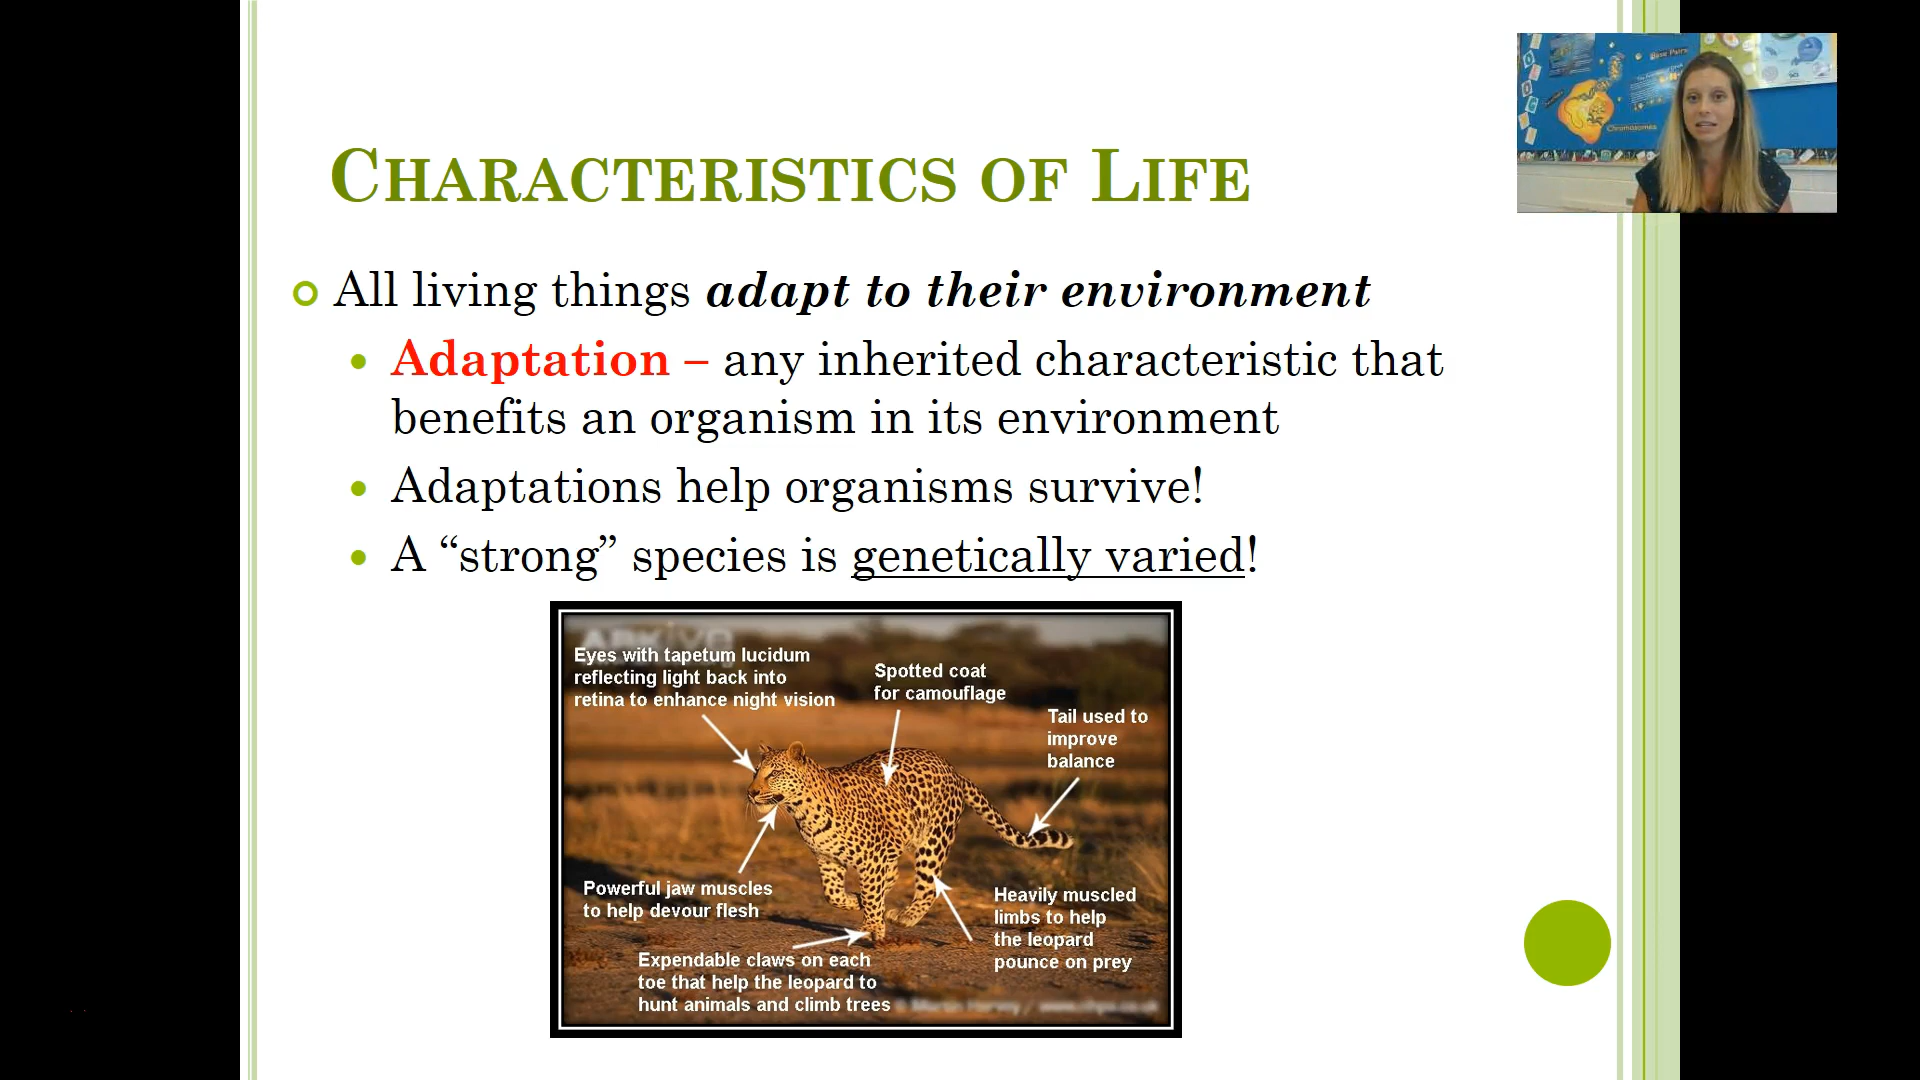 CHARACTERISTICS OF LIFE
All living things adapt to their environment
Adaptation – any inherited characteristic that
benefits an organism in its environment
Adaptations help organisms survive!
A “strong” species is genetically varied!
Eyes with tapetum lucidum
reflecting light back into
retina to enhance night vision
Spotted coat
for camouflage
Tail used to
improve
balance
Powerful jaw muscles
to help devour flesh
Heavily muscled
limbs to help
the leopard
pounce on prey
Expendable claws on each
toe that help the leopard to
hunt animals and climb trees
Base Pairs
Chromosomes